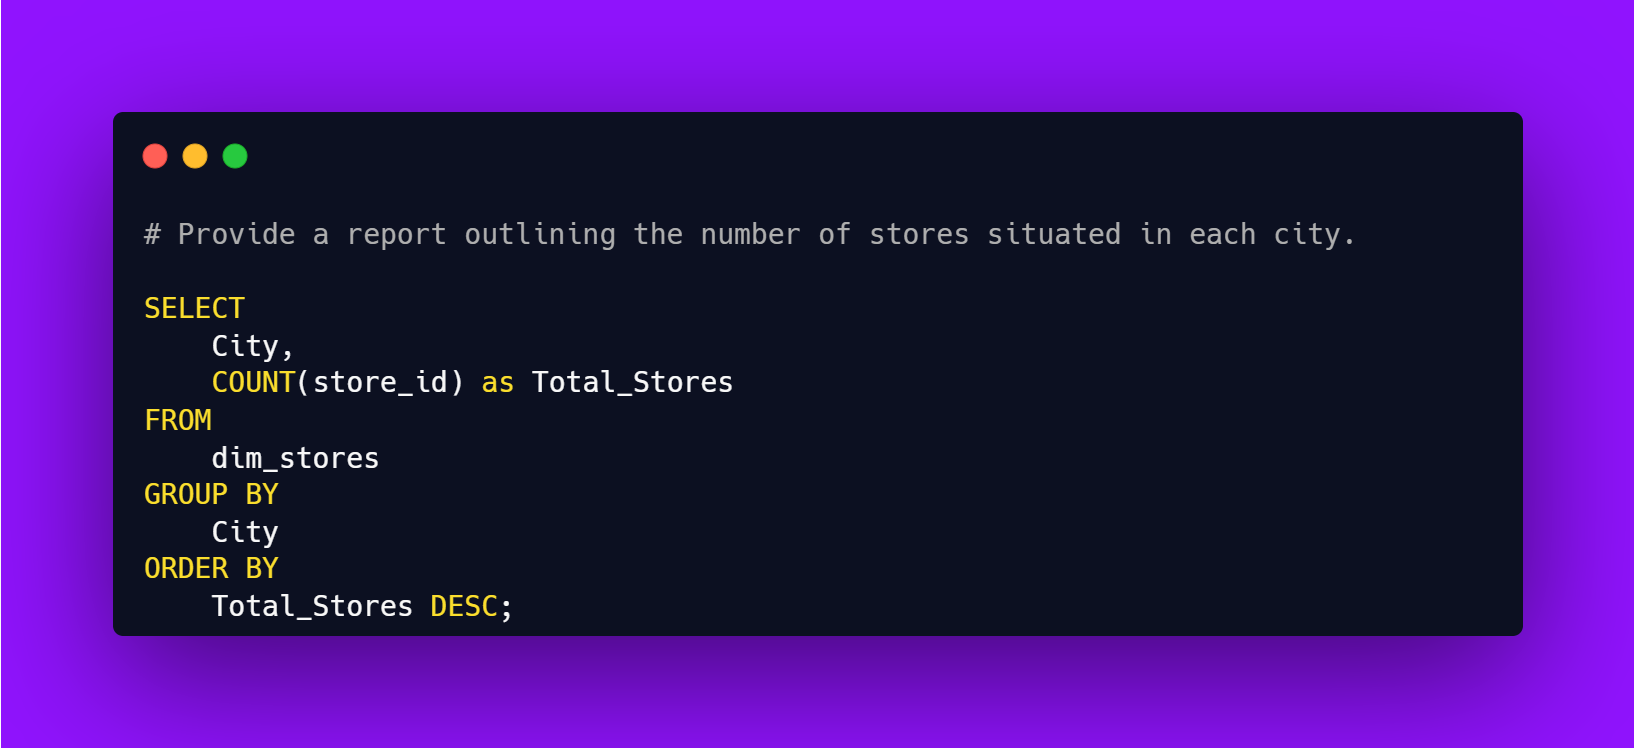 # Provide a report outlining the number of stores situated in each city.

SELECT
    City,
    COUNT(store_id) as Total_Stores
FROM
    dim_stores
GROUP BY
    City
ORDER BY
    Total_Stores DESC;